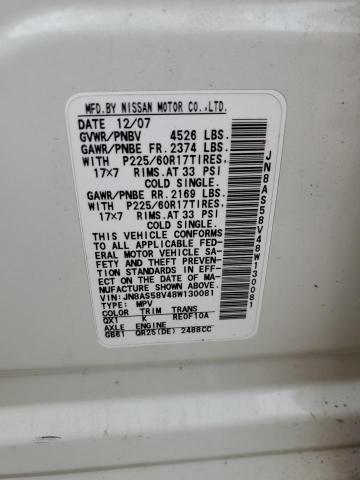 MFD.BY NISSAN MOTOR CO.,LTD.
DATE 12/07
GVWR/PNBV 4526 LBS.
GAWR/PNBE FR. 2374 LBS.
WITH P225/60R17TIRES.
17×7 RIMS.AT 33 PSI
COLD SINGLE.
GAWR/PNBE RR. 2169 LBS.
WITH P225/60R17TIRES.
17×7 RIMS.AT 33 PSI
COLD SINGLE.
THIS VEHICLE CONFORMS
TO ALL APPLICABLE FED-
ERAL MOTOR VEHICLE SA-
FETY AND THEFT PREVEN-
TION STANDARDS IN EFF-
ECT ON THE DATE OF MA-
NUFACTURE SHOWN ABOVE.
VIN: JN8AS58V48W130081
TYPE: MPV
COLOR TRIM TRANS
QX1 K RE0F10A
AXLE ENGINE
GB61 QR25(DE) 2488CC
JN8AS58V48W130081